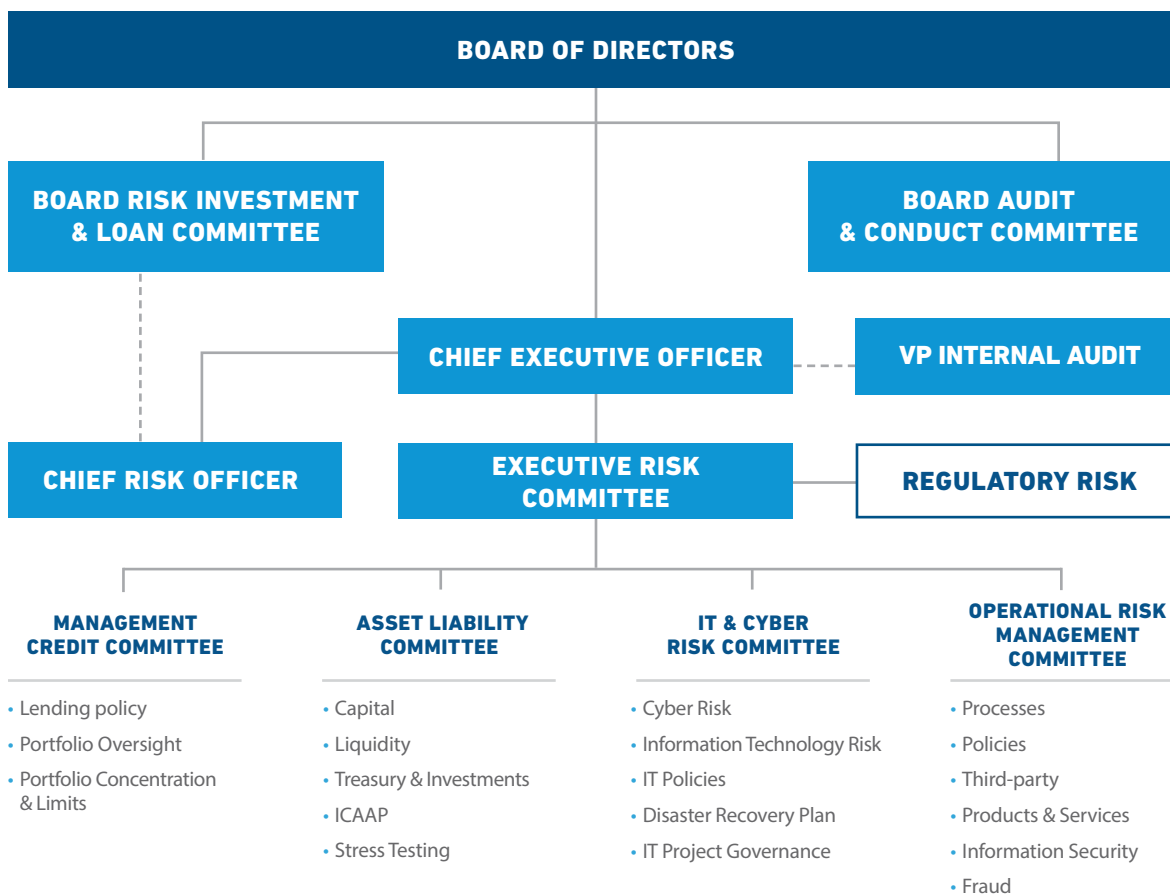 BOARD OF DIRECTORS
BOARD RISK INVESTMENT
& LOAN COMMITTEE
BOARD AUDIT
& CONDUCT COMMITTEE
CHIEF EXECUTIVE OFFICER
VP INTERNAL AUDIT
CHIEF RISK OFFICER
EXECUTIVE RISK
COMMITTEE
REGULATORY RISK
MANAGEMENT
CREDIT COMMITTEE
• Lending policy
• Portfolio Oversight
• Portfolio Concentration
& Limits
ASSET LIABILITY
COMMITTEE
• Capital
• Liquidity
• Treasury & Investments
• ICAAP
• Stress Testing
IT & CYBER
RISK COMMITTEE
• Cyber Risk
• Information Technology Risk
• IT Policies
• Disaster Recovery Plan
• IT Project Governance
OPERATIONAL RISK
MANAGEMENT
COMMITTEE
• Processes
• Policies
• Third-party
• Products & Services
• Information Security
• Fraud